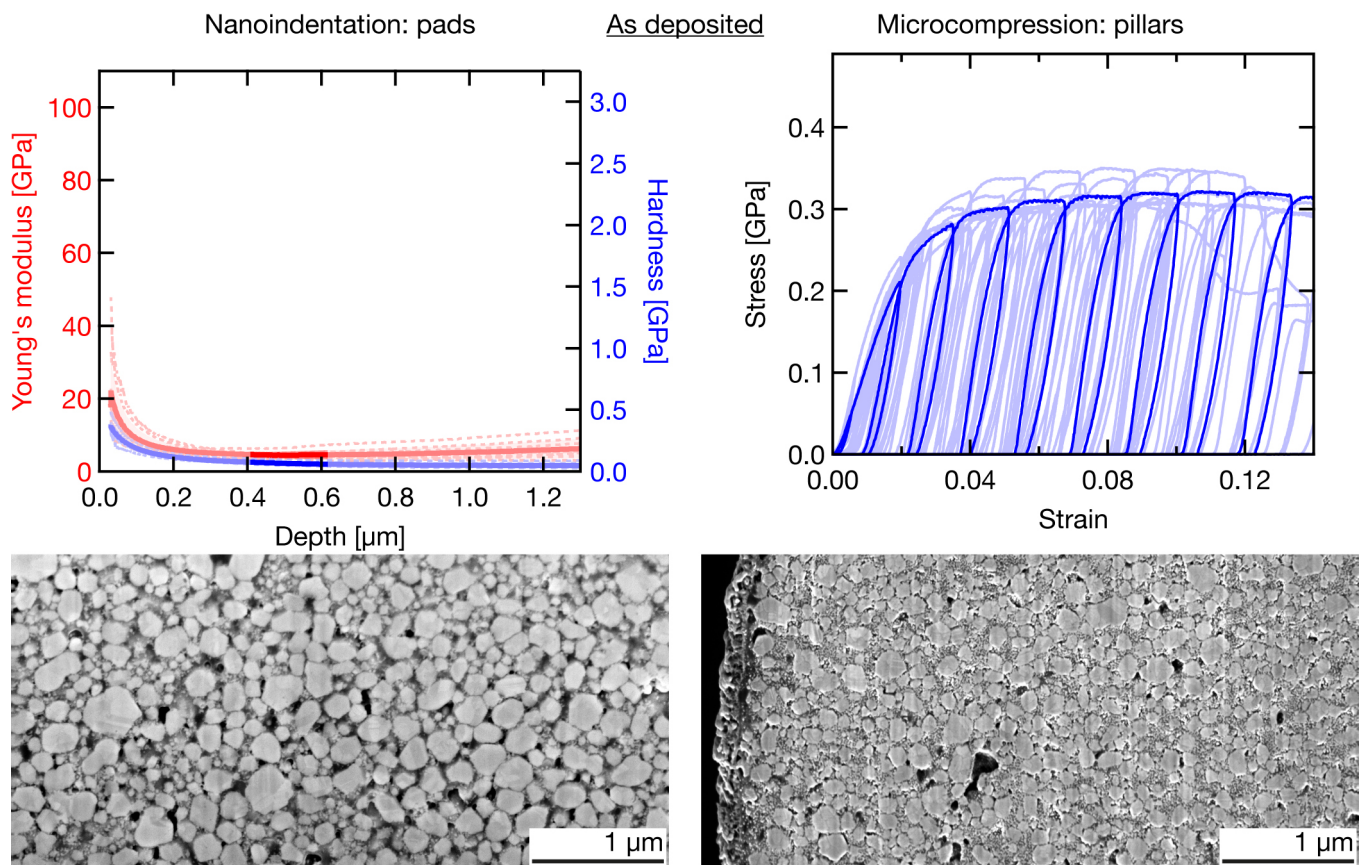 Nanoindentation: pads
As deposited
Microcompression: pillars
Young's modulus [GPa]
100
80
60
40
20
0
3.0
2.5
2.0
1.5
1.0
0.5
0.0
Hardness [GPa]
0.0 0.2 0.4 0.6 0.8 1.0 1.2
Depth [µm]
Stress [GPa]
0.4
0.3
0.2
0.1
0.0
0.00 0.04 0.08 0.12
Strain
1 µm
1 µm